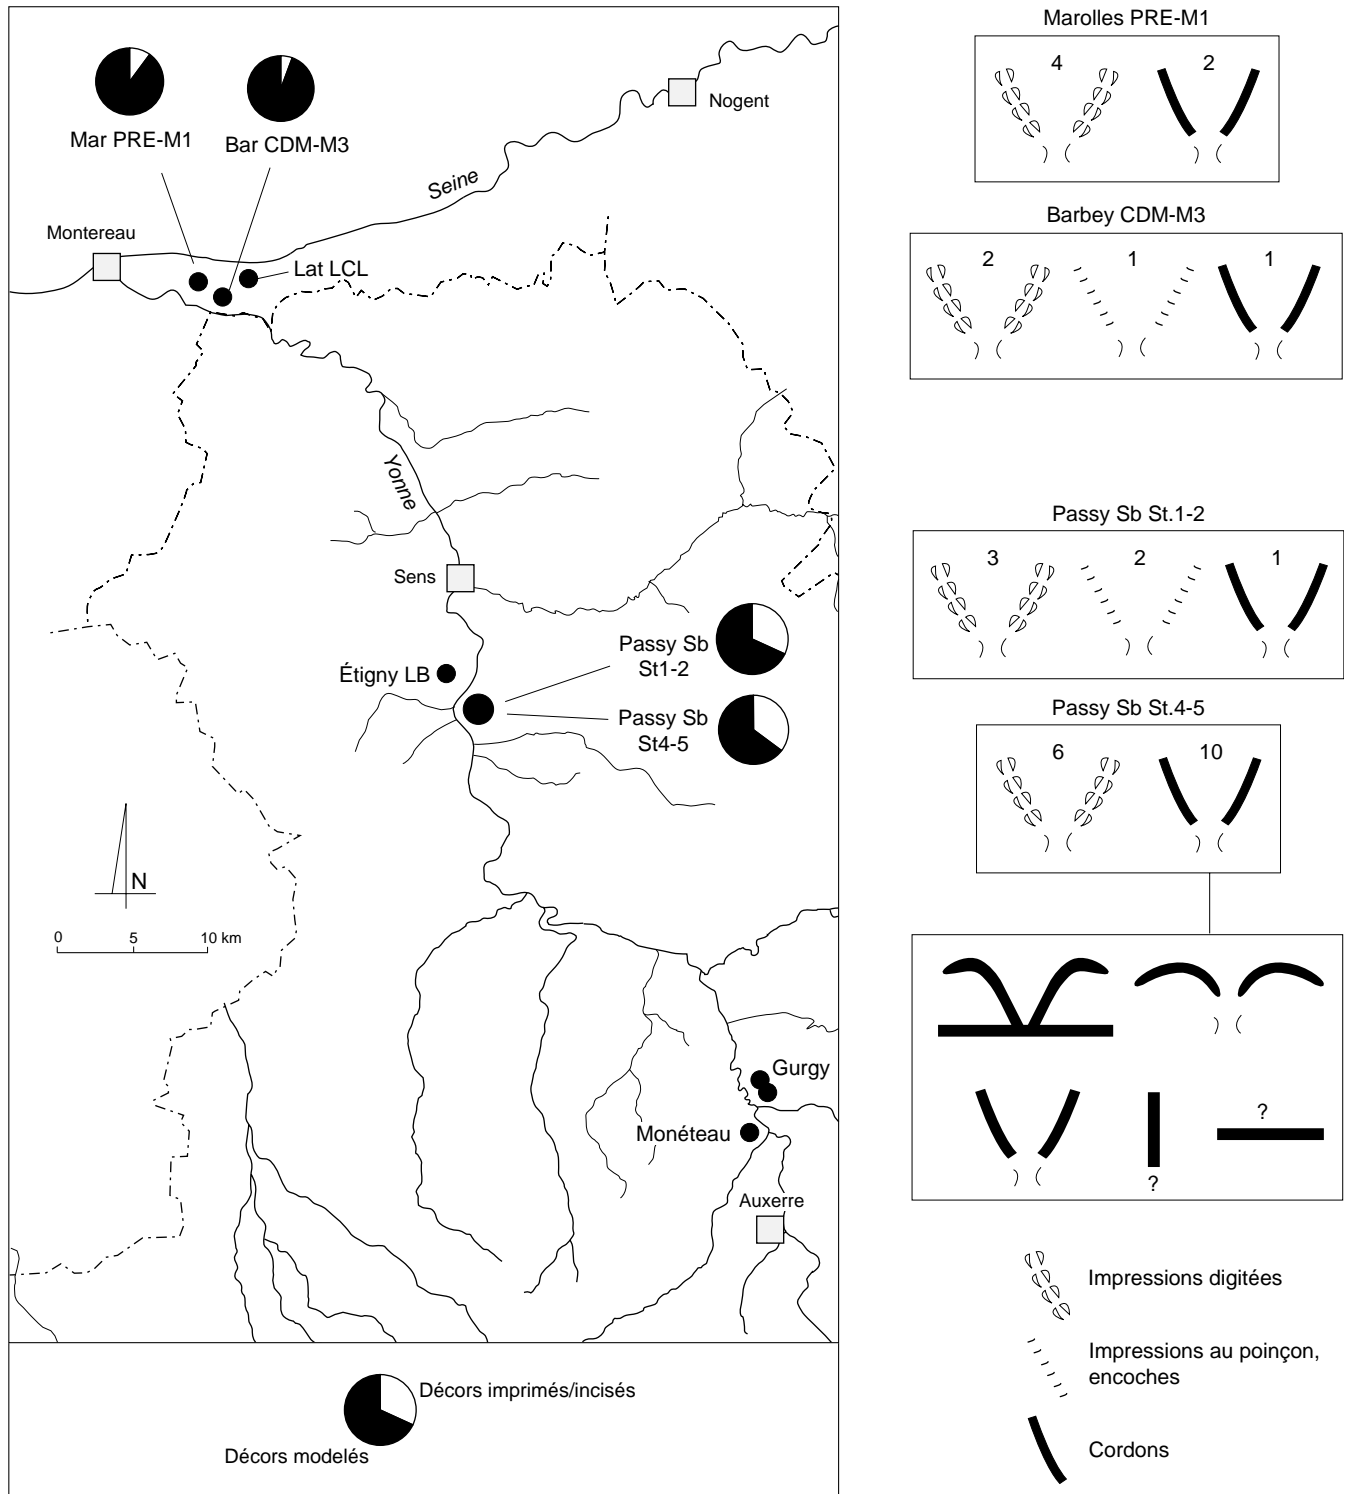 Mar PRE-M1
Bar CDM-M3
Nogent
Seine
Montereau
Lat LCL
Yonne
Sens
Passy Sb
St1-2
Étigny LB
Passy Sb
St4-5
N
0 5 10 km
Gurgy
Monéteau
Auxerre
Décors imprimés/incisés
Décors modelés
Marolles PRE-M1
4 2
Barbey CDM-M3
2 1 1
Passy Sb St.1-2
3 2 1
Passy Sb St.4-5
6 10
?
?
Impressions digitées
Impressions au poinçon,
encoches
Cordons